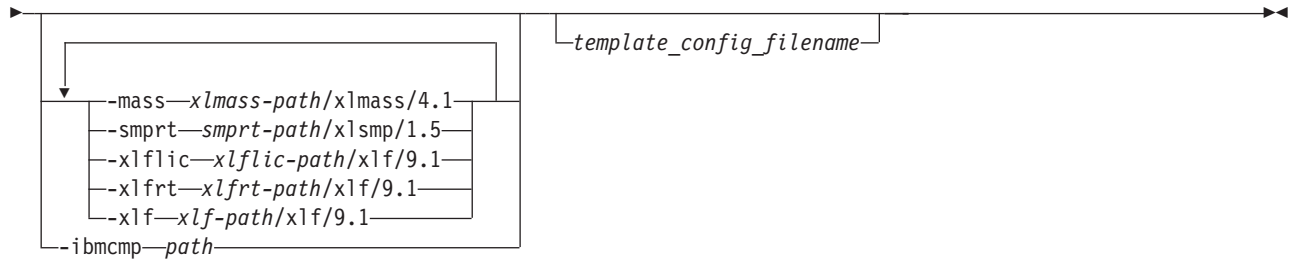 template_config_filename
-mass xlmass-path/xlmass/4.1
-smprt smprt-path/xlsmp/1.5
-xlflic xlflic-path/xlf/9.1
-xlfrt xlfrt-path/xlf/9.1
-xlf xlf-path/xlf/9.1
-ibmcmp path